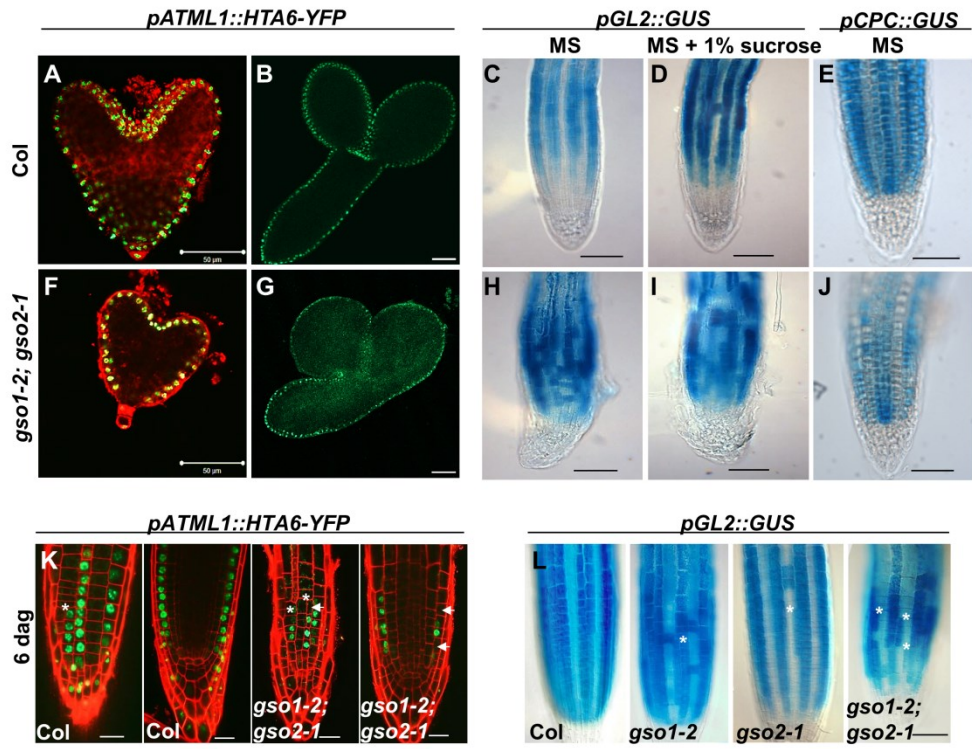 pATML1::HTA6-YFP
pGL2::GUS
pCPC::GUS
MS
MS + 1% sucrose
MS
Col
A
B
C
D
E
50 µm
gso1-2; gso2-1
F
G
H
I
J
50 µm
pATML1::HTA6-YFP
pGL2::GUS
6 dag
K
L
*
*
*
*
*
*
*
*
Col
Col
gso1-2;
gso2-1
gso1-2;
gso2-1
Col
gso1-2
gso2-1
gso1-2;
gso2-1